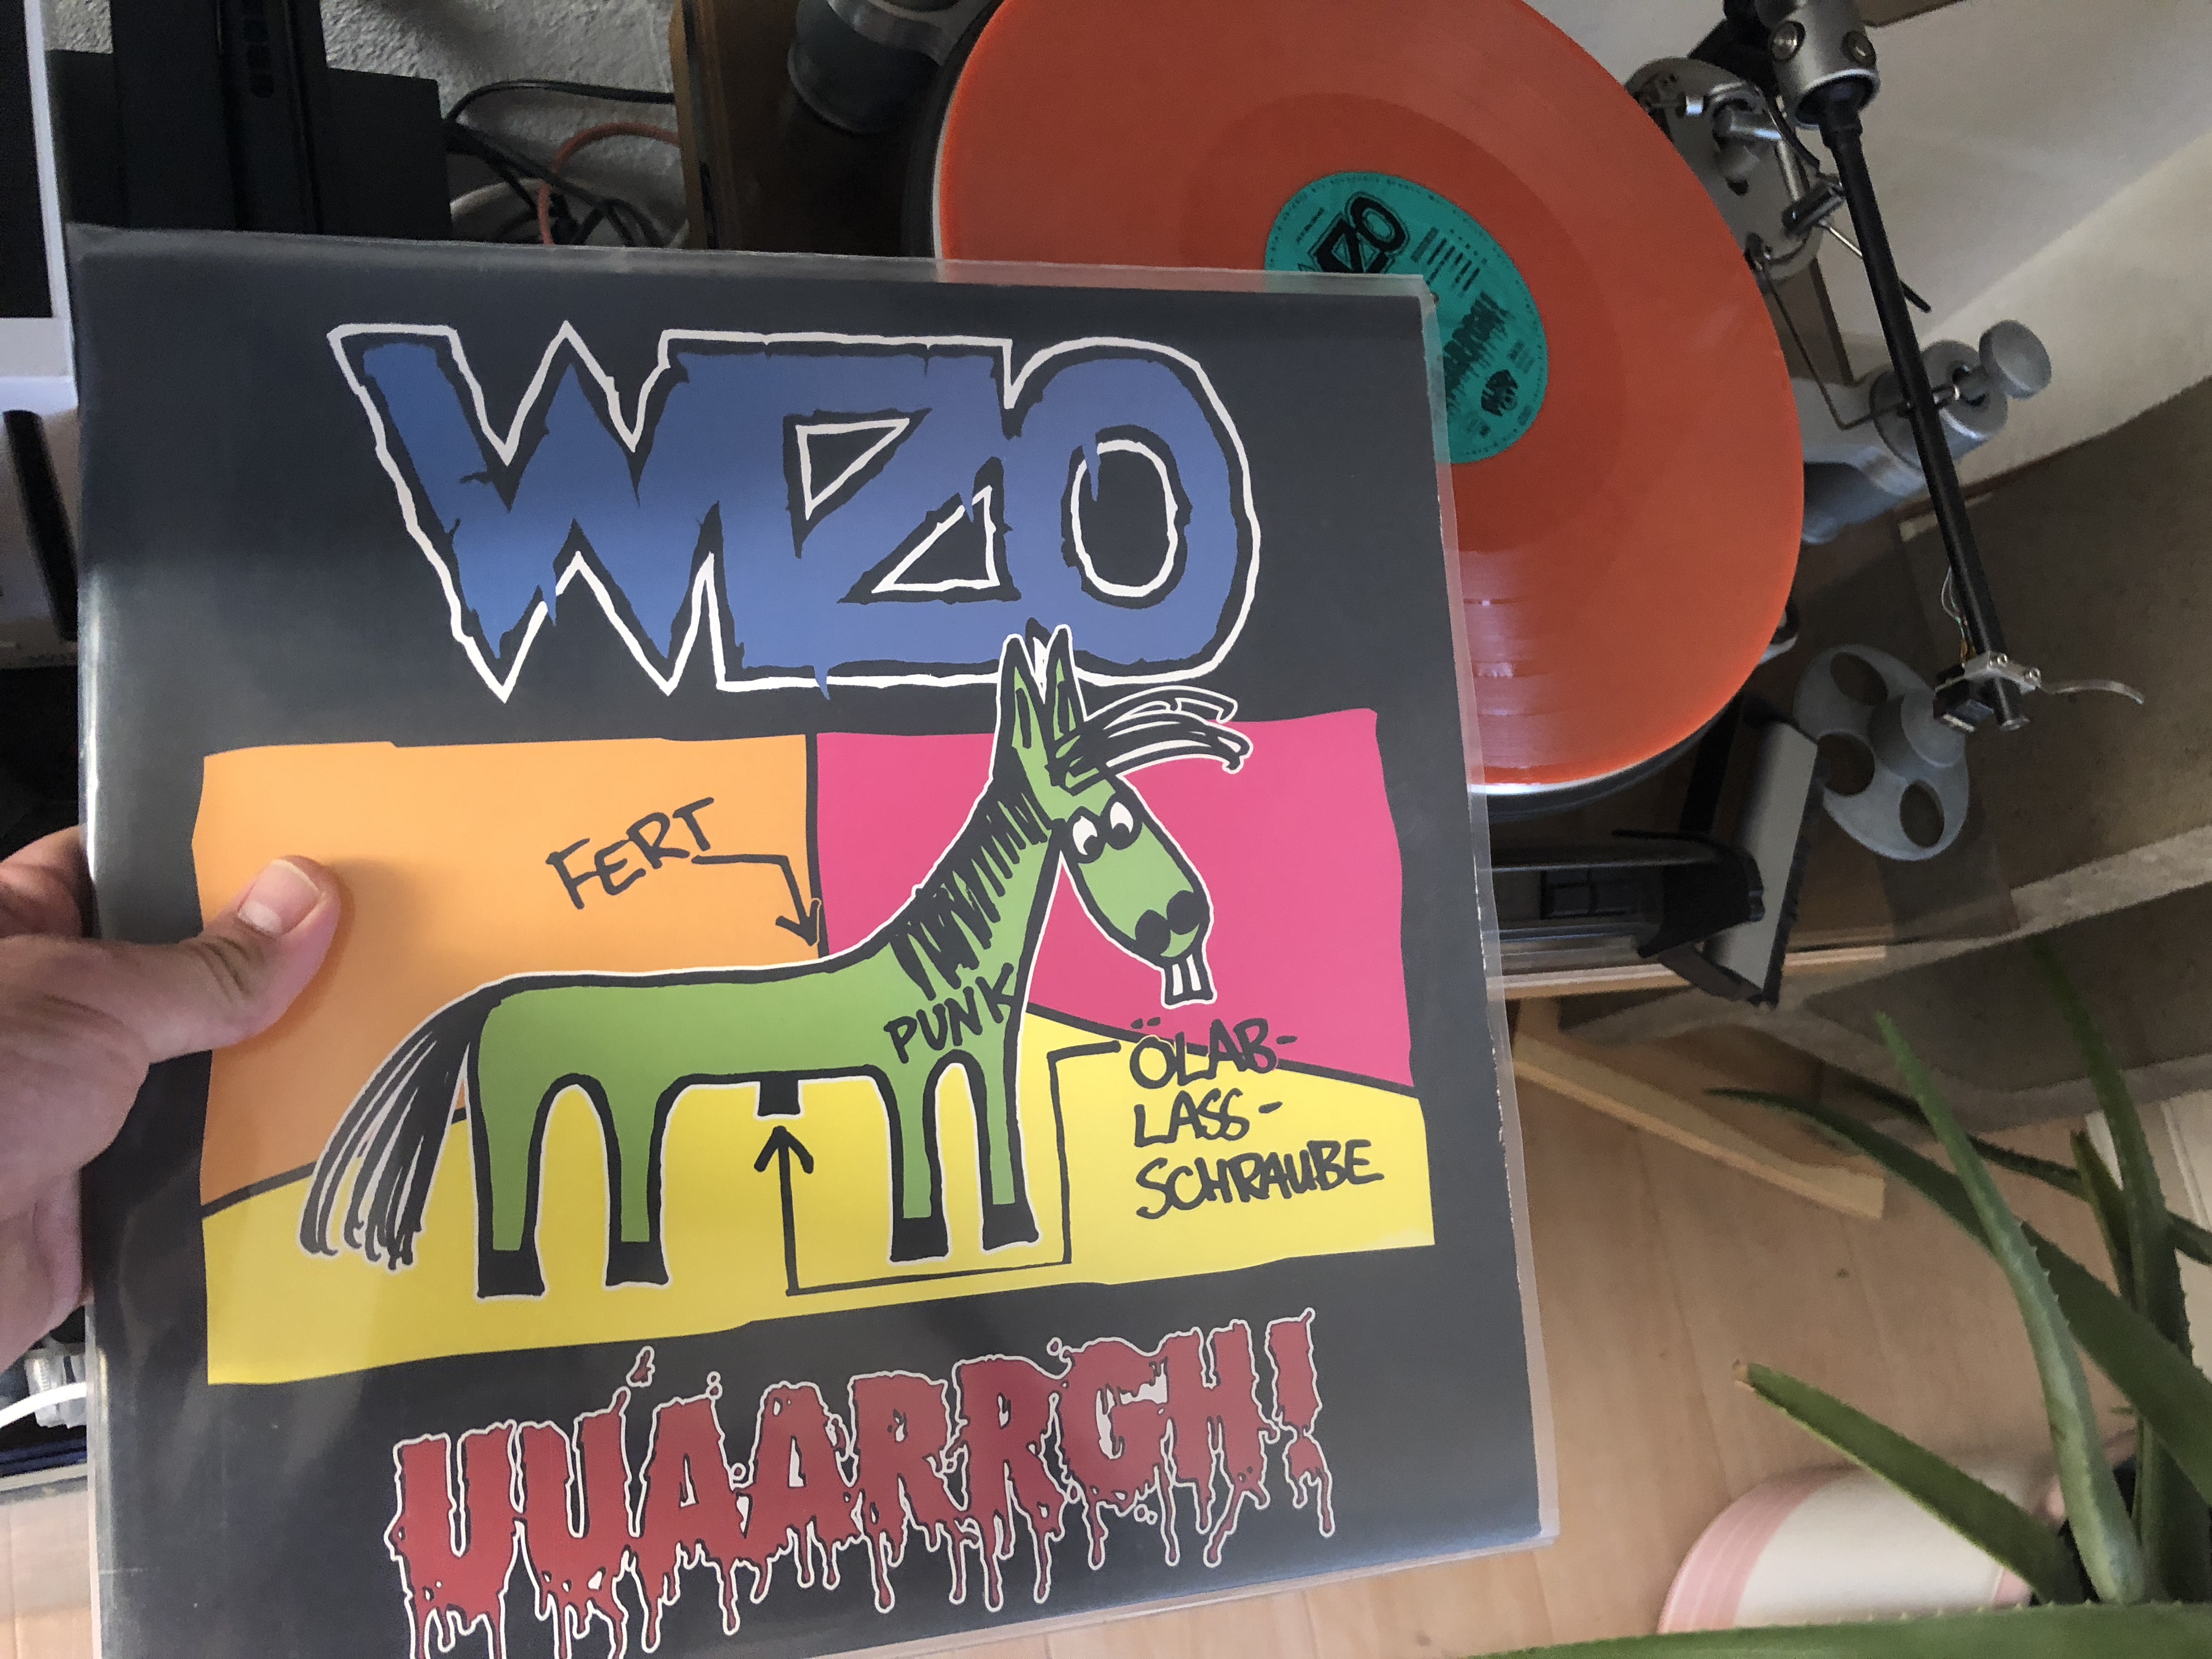 WIZO
WIZO
FERT
PUNK
ÖLAB-
LASS-
SCHRAUBE
UUAARRGH!